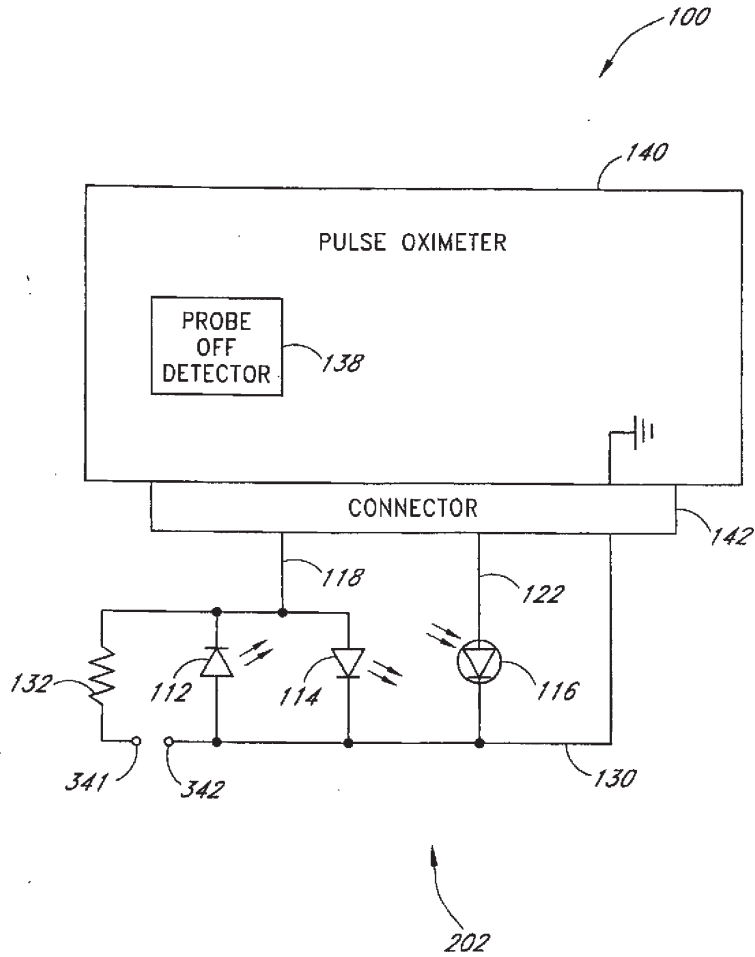 100
140
PULSE OXIMETER
PROBE
OFF
DETECTOR
138
CONNECTOR
142
118
122
132
112
114
116
341
342
130
202